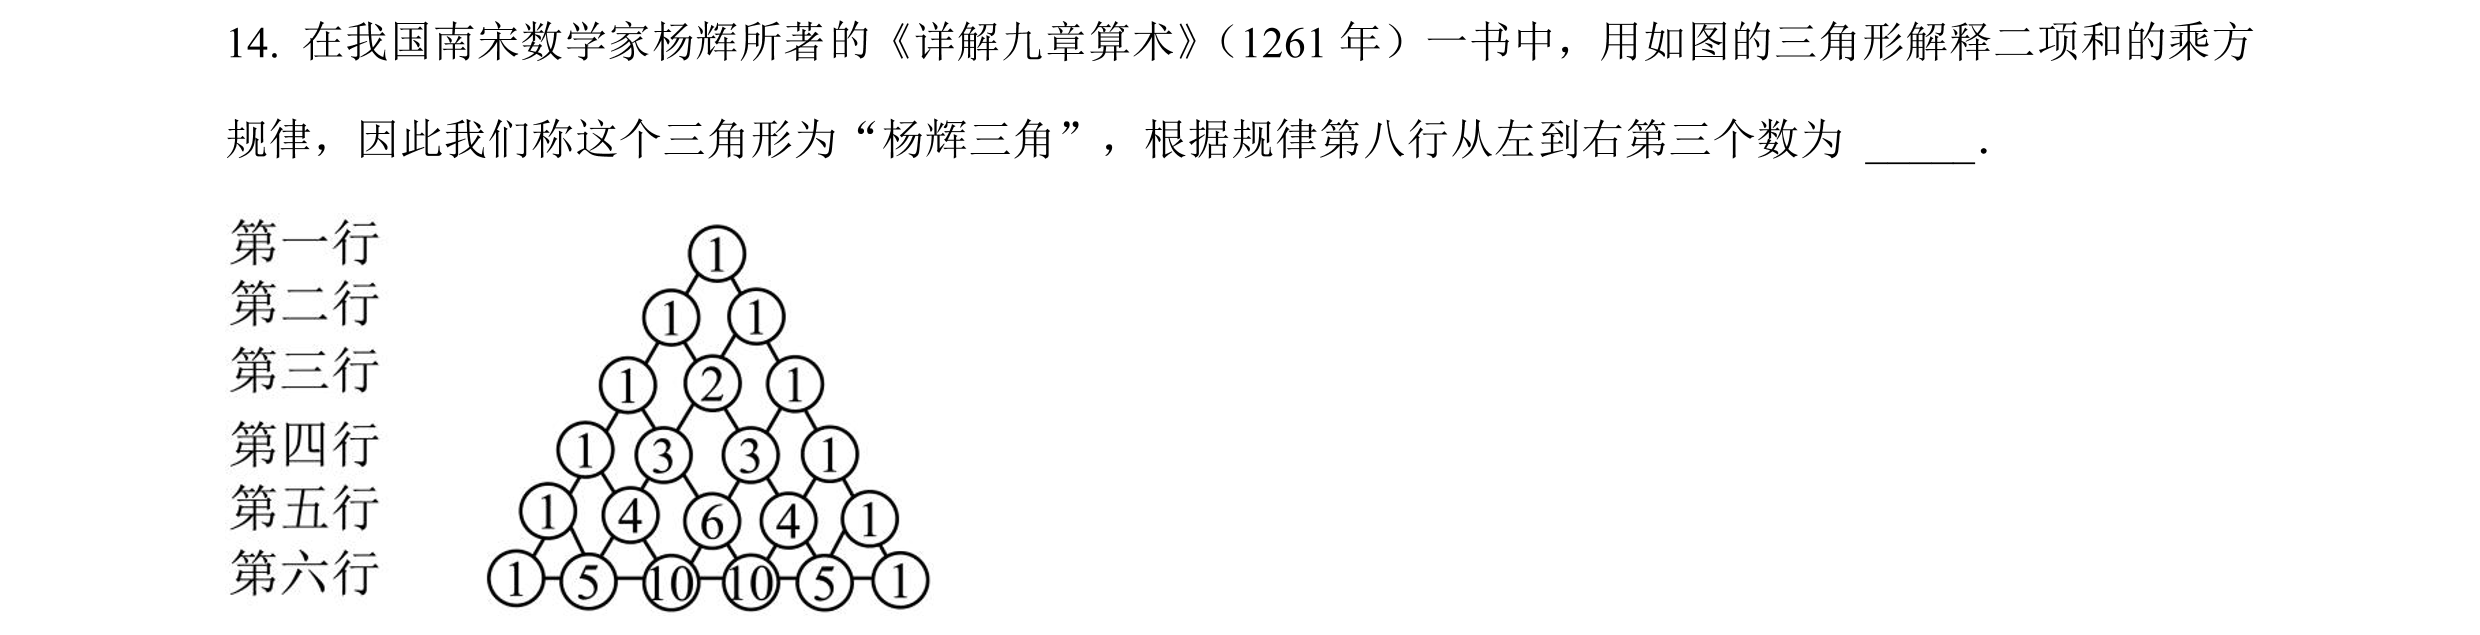 14. 在我国南宋数学家杨辉所著的《详解九章算术》（1261 年）一书中，用如图的三角形解释二项和的乘方
规律，因此我们称这个三角形为“杨辉三角”，根据规律第八行从左到右第三个数为 _____.
第一行 1
第二行 1 1
第三行 1 2 1
第四行 1 3 3 1
第五行 1 4 6 4 1
第六行 1 5 10 10 5 1